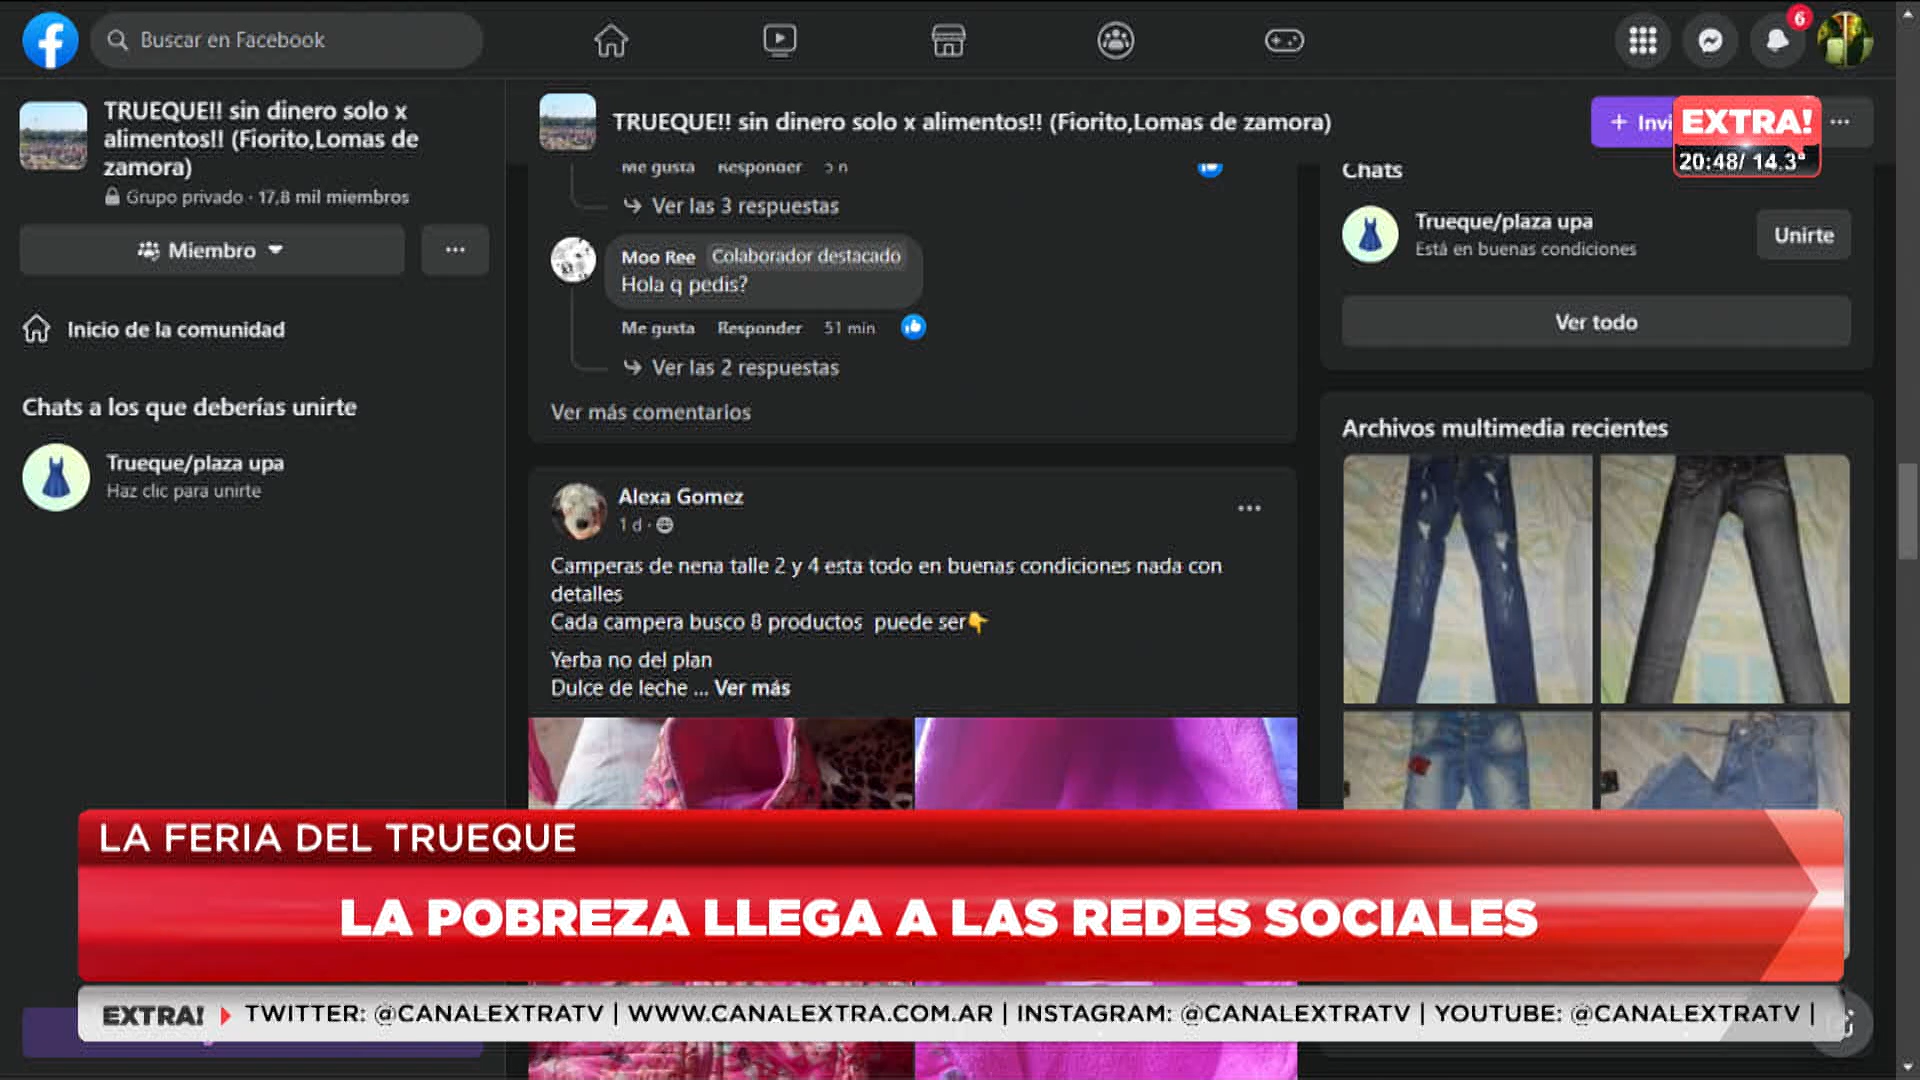 Buscar en Facebook
6
TRUEQUE!! sin dinero solo x
alimentos!! (Fiorito,Lomas de
zamora)
Grupo privado · 17,8 mil miembros
Miembro
Inicio de la comunidad
Chats a los que deberías unirte
Trueque/plaza upa
Haz clic para unirte
TRUEQUE!! sin dinero solo x alimentos!! (Fiorito,Lomas de zamora)
+ Invi
EXTRA!
20:48/ 14.3°
Me gusta Responder 5 h
Ver las 3 respuestas
Moo Ree Colaborador destacado
Hola q pedis?
Me gusta Responder 51 min
Ver las 2 respuestas
Ver más comentarios
Alexa Gomez
1 d ·
Camperas de nena talle 2 y 4 esta todo en buenas condiciones nada con
detalles
Cada campera busco 8 productos puede ser👇
Yerba no del plan
Dulce de leche ... Ver más
Chats
Trueque/plaza upa
Está en buenas condiciones
Unirte
Ver todo
Archivos multimedia recientes
LA FERIA DEL TRUEQUE
LA POBREZA LLEGA A LAS REDES SOCIALES
EXTRA! TWITTER: @CANALEXTRATV | WWW.CANALEXTRA.COM.AR | INSTAGRAM: @CANALEXTRATV | YOUTUBE: @CANALEXTRATV |